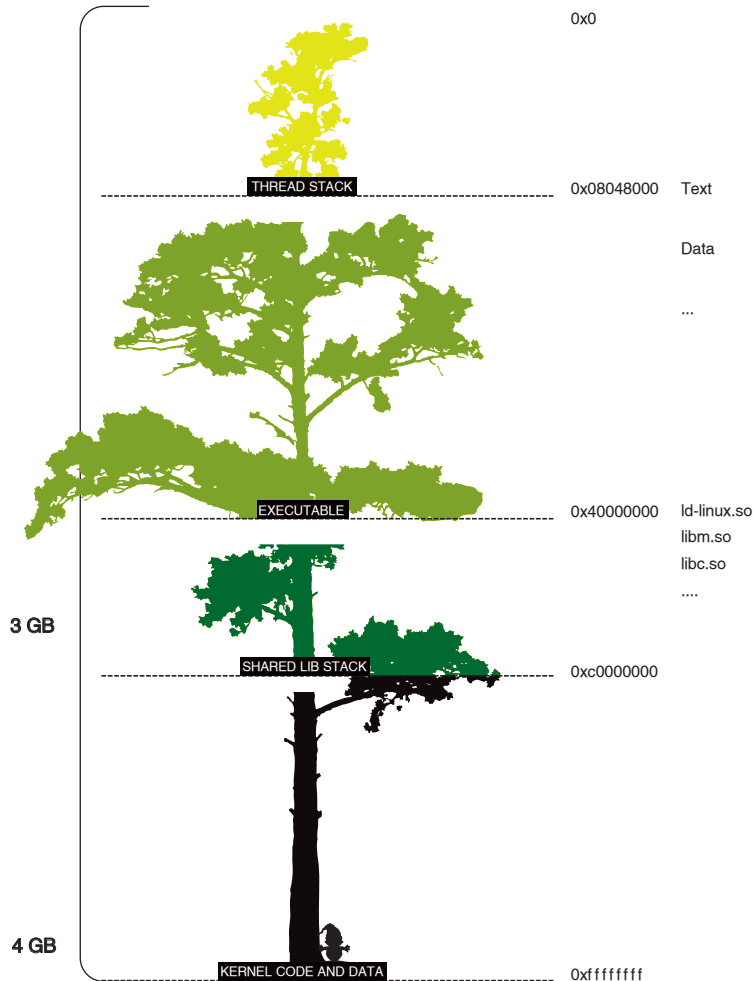 0x0
THREAD STACK
0x08048000 Text
Data
...
EXECUTABLE
0x40000000 ld-linux.so
libm.so
libc.so
....
3 GB
SHARED LIB STACK
0xc0000000
4 GB
KERNEL CODE AND DATA
0xffffffff